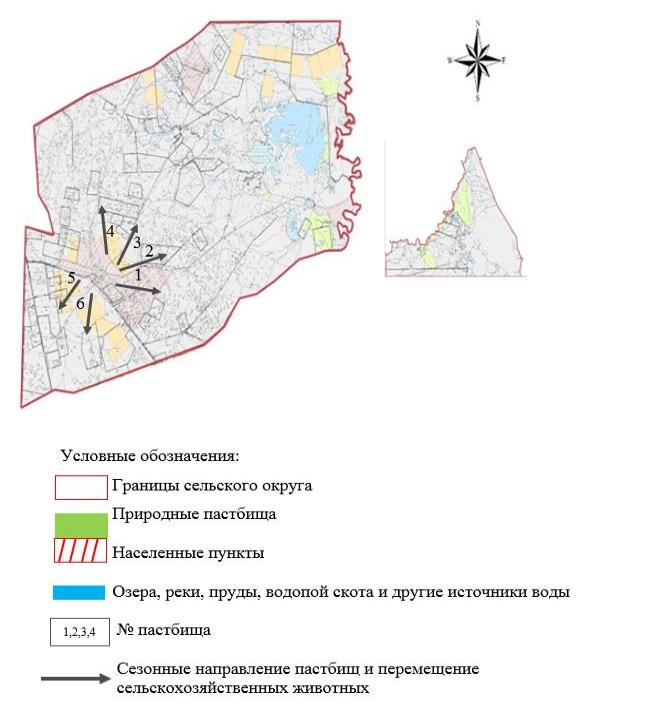 N
W E
S
4
3
2
1
5
6
Условные обозначения:
Границы сельского округа
Природные пастбища
Населенные пункты
Озера, реки, пруды, водопой скота и другие источники воды
1,2,3,4 № пастбища
Сезонные направление пастбищ и перемещение
сельскохозяйственных животных